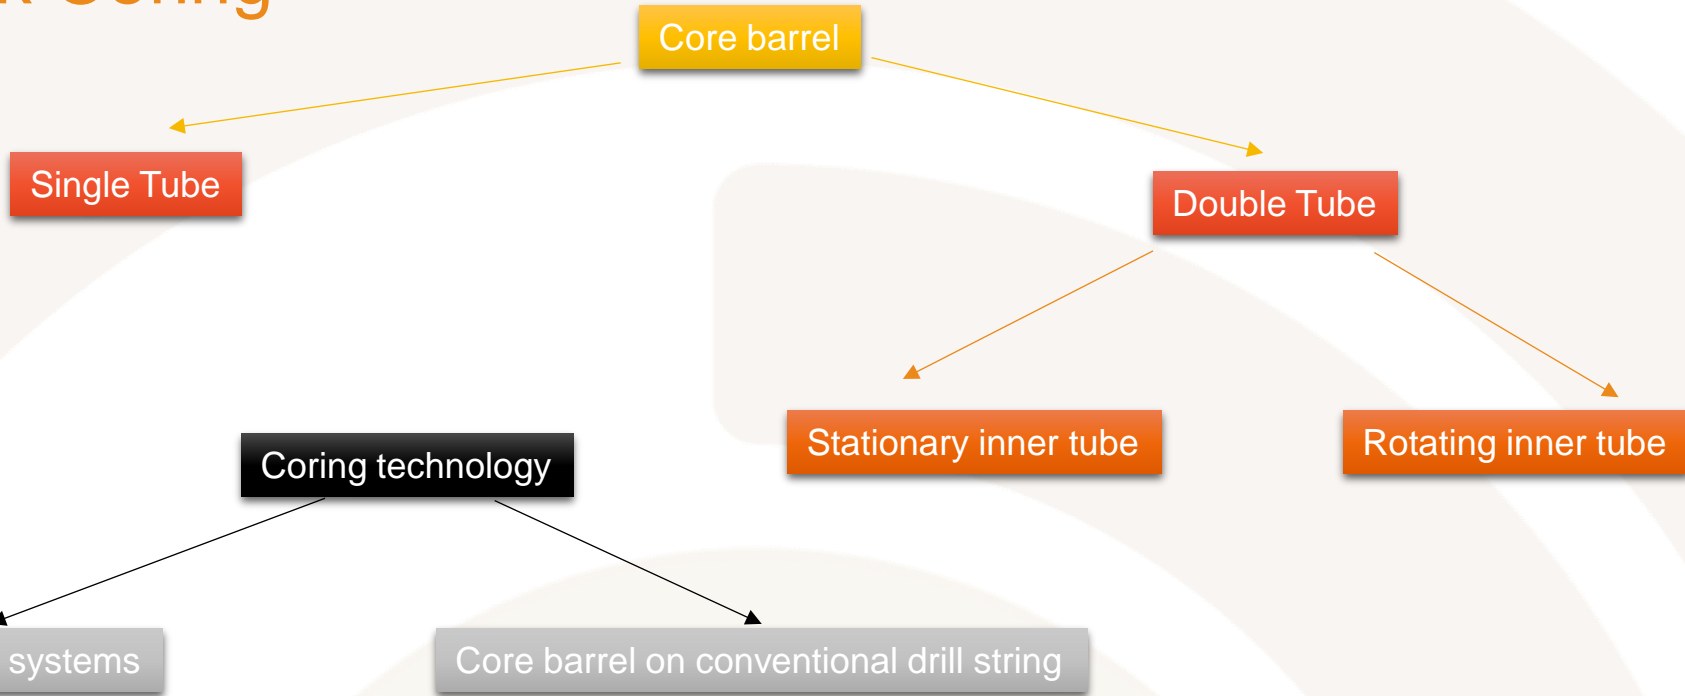 Coring
Core barrel
Single Tube
Double Tube
Stationary inner tube
Rotating inner tube
Coring technology
systems
Core barrel on conventional drill string